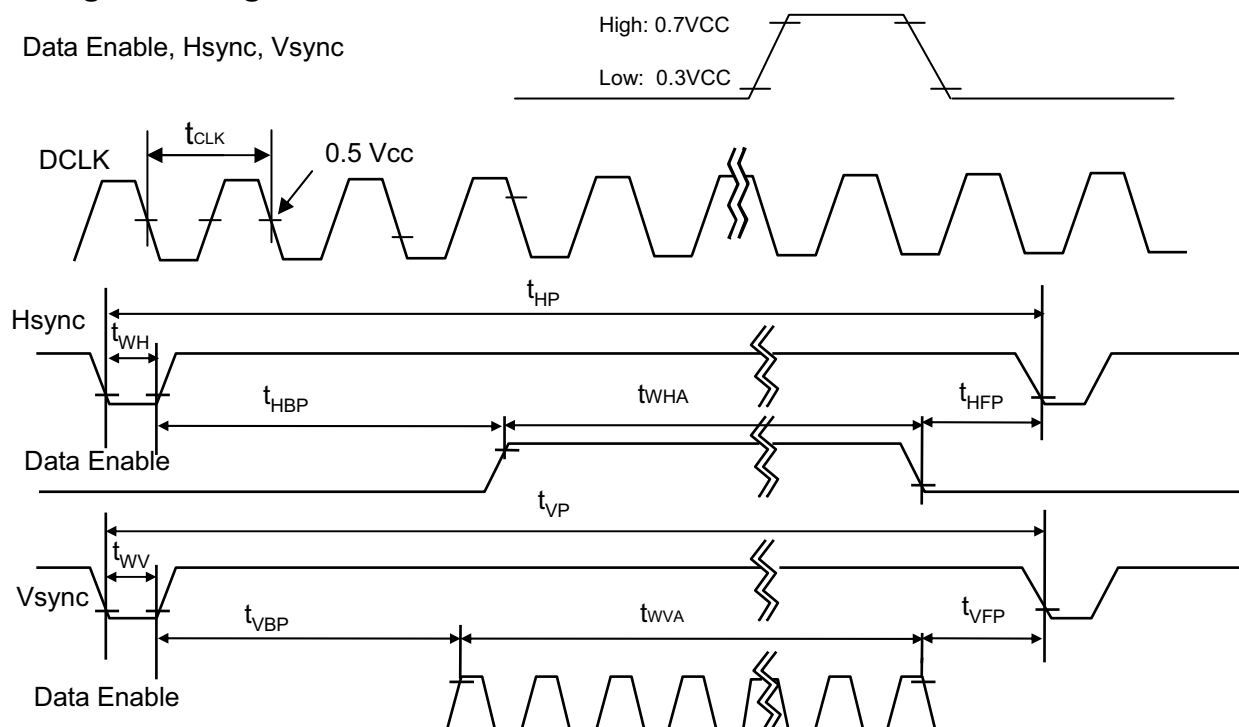 Data Enable, Hsync, Vsync
High: 0.7VCC
Low: 0.3VCC
tCLK
DCLK
0.5 Vcc
tHP
Hsync
tWH
tHBP
tWHA
tHFP
Data Enable
tVP
tWV
Vsync
tVBP
tWVA
tVFP
Data Enable